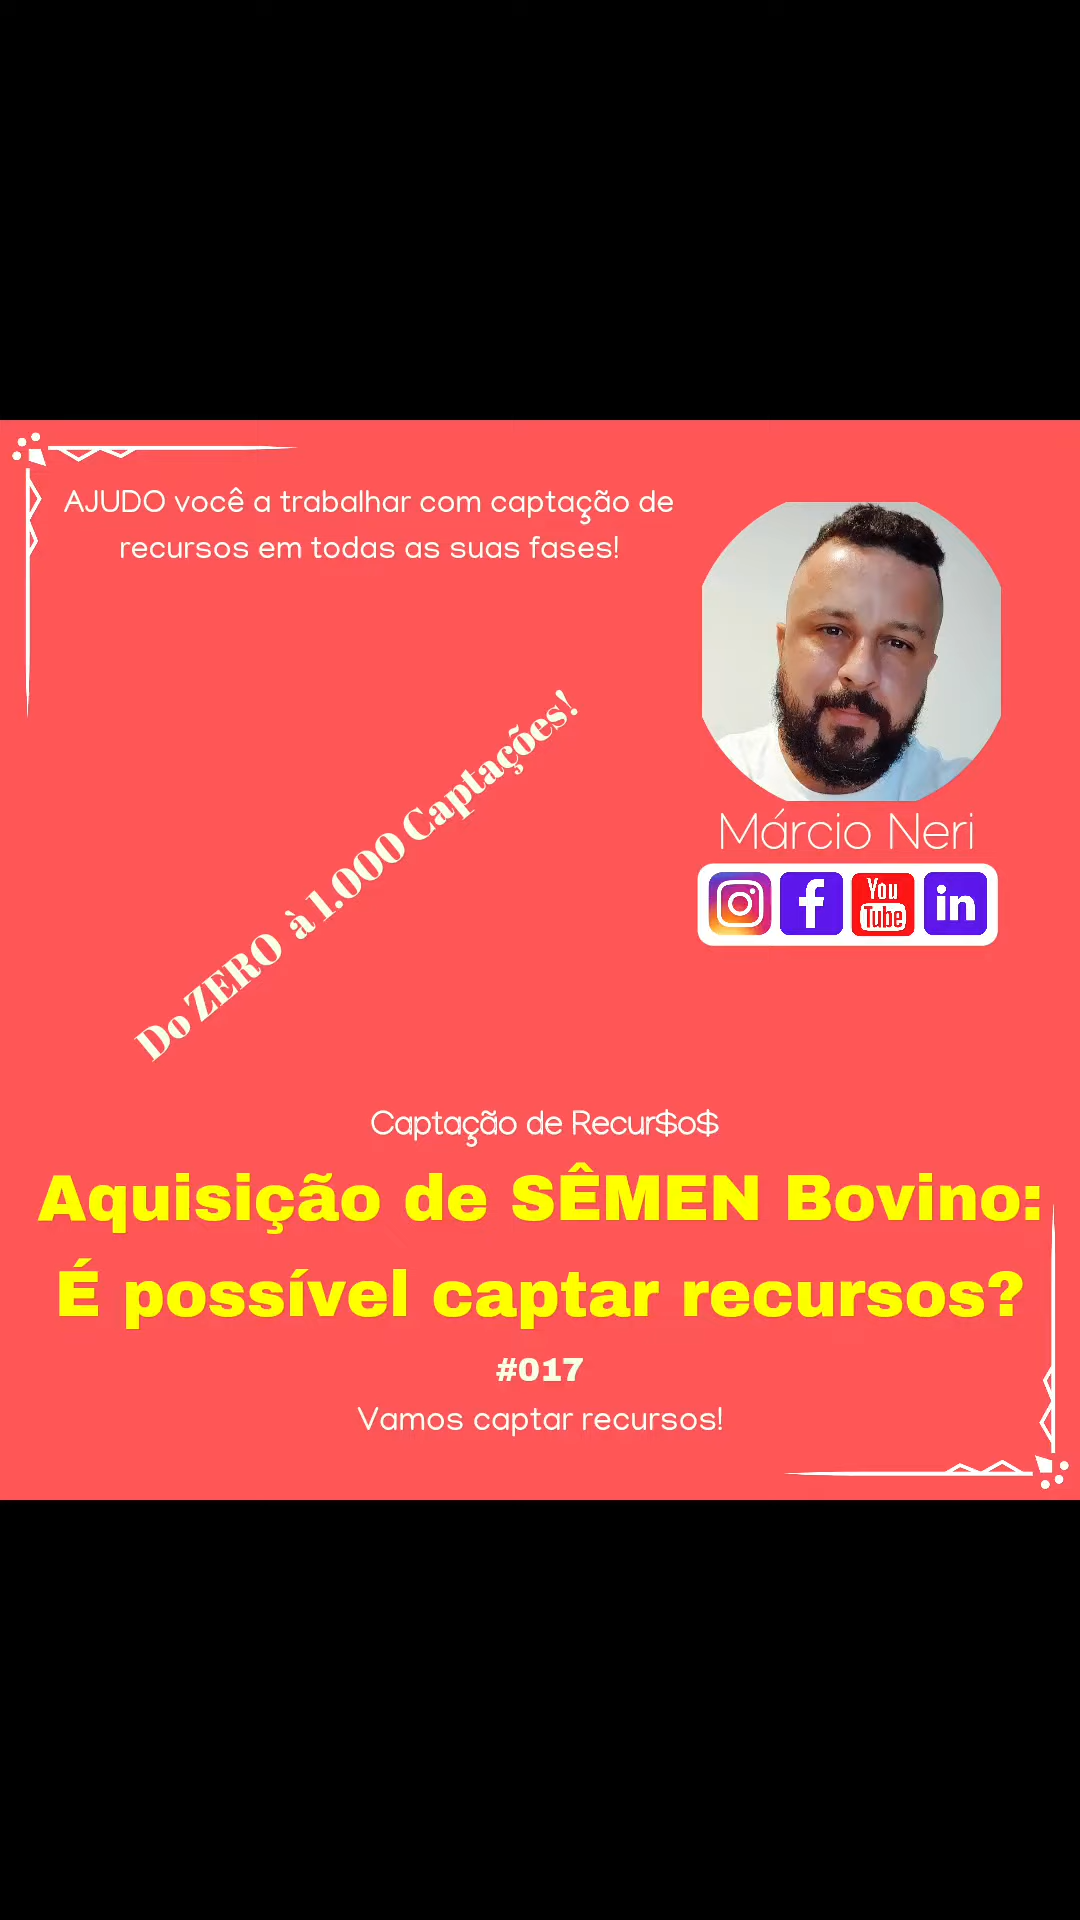 AJUDO você a trabalhar com captação de
recursos em todas as suas fases!
Do ZERO à 1.000 Captações!
Márcio Neri
You
Tube
in
Captação de Recur$o$
Aquisição de SÊMEN Bovino:
É possível captar recursos?
#017
Vamos captar recursos!